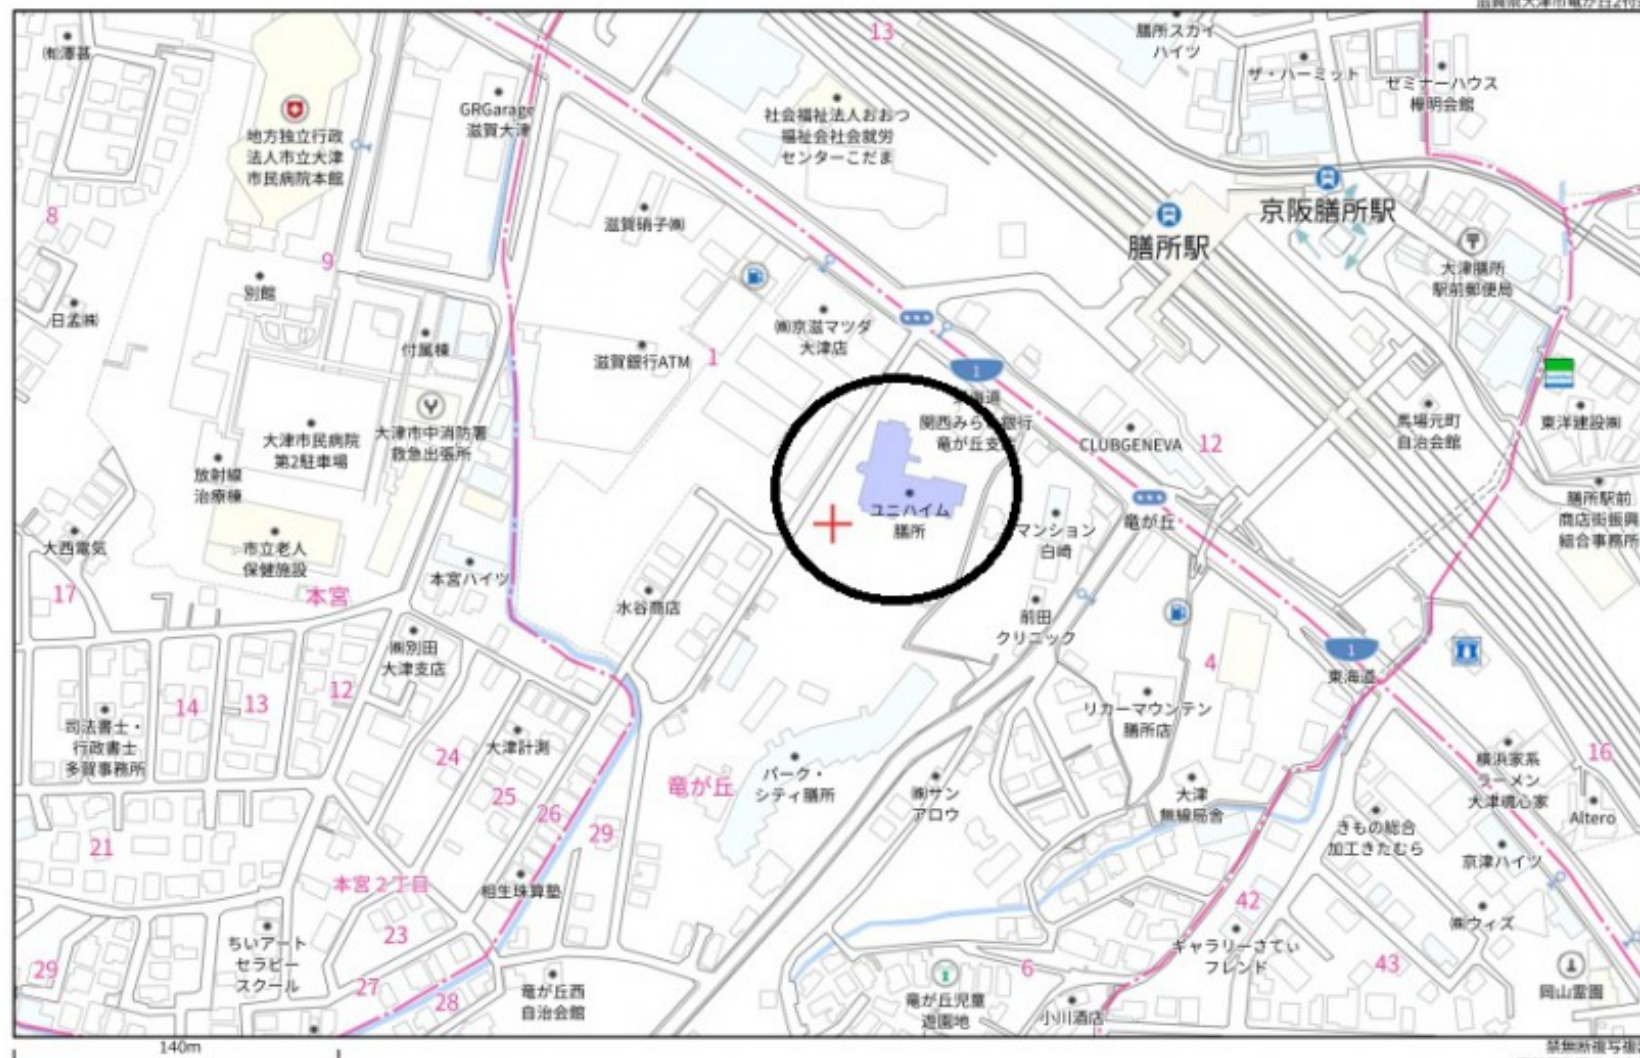 ㈲澤甚
地方独立行政
法人市立大津
市民病院本館
GRGarage
滋賀大津
13
社会福祉法人おおつ
福祉会社会就労
センターこだま
膳所スカイ
ハイツ
ザ・ハーミット
ゼミナーハウス
欅明会館
8
9
滋賀硝子㈱
膳所駅
京阪膳所駅
大津膳所
駅前郵便局
別館
日孟㈱
付属棟
滋賀銀行ATM
1
㈱京滋マツダ
大津店
1
関西みらい銀行
竜が丘支店
大津市民病院
第2駐車場
大津市中消防署
救急出張所
放射線
治療棟
CLUBGENEVA
12
馬場元町
自治会館
東洋建設㈱
ユニハイム
膳所
マンション
白崎
竜が丘
膳所駅前
商店街振興
組合事務所
大西電気
市立老人
保健施設
本宮ハイツ
17
本宮
水谷商店
前田
クリニック
㈱別田
大津支店
4
1
東海道
14
13
12
司法書士・
行政書士
多賀事務所
大津計測
24
25
26
29
竜が丘
パーク・
シティ膳所
㈱サン
アロウ
リカーマウンテン
膳所店
大津
無線局舎
横浜家系
ラーメン
大津魂心家
16
Altero
きもの総合
加工きたむら
京津ハイツ
21
本宮２丁目
相生珠算塾
23
42
㈱ウィズ
ギャラリーさてぃ
フレンド
43
岡山霊園
ちいアート
セラピー
スクール
29
27
28
竜が丘西
自治会館
竜が丘児童
遊園地
6
小川酒店
140m